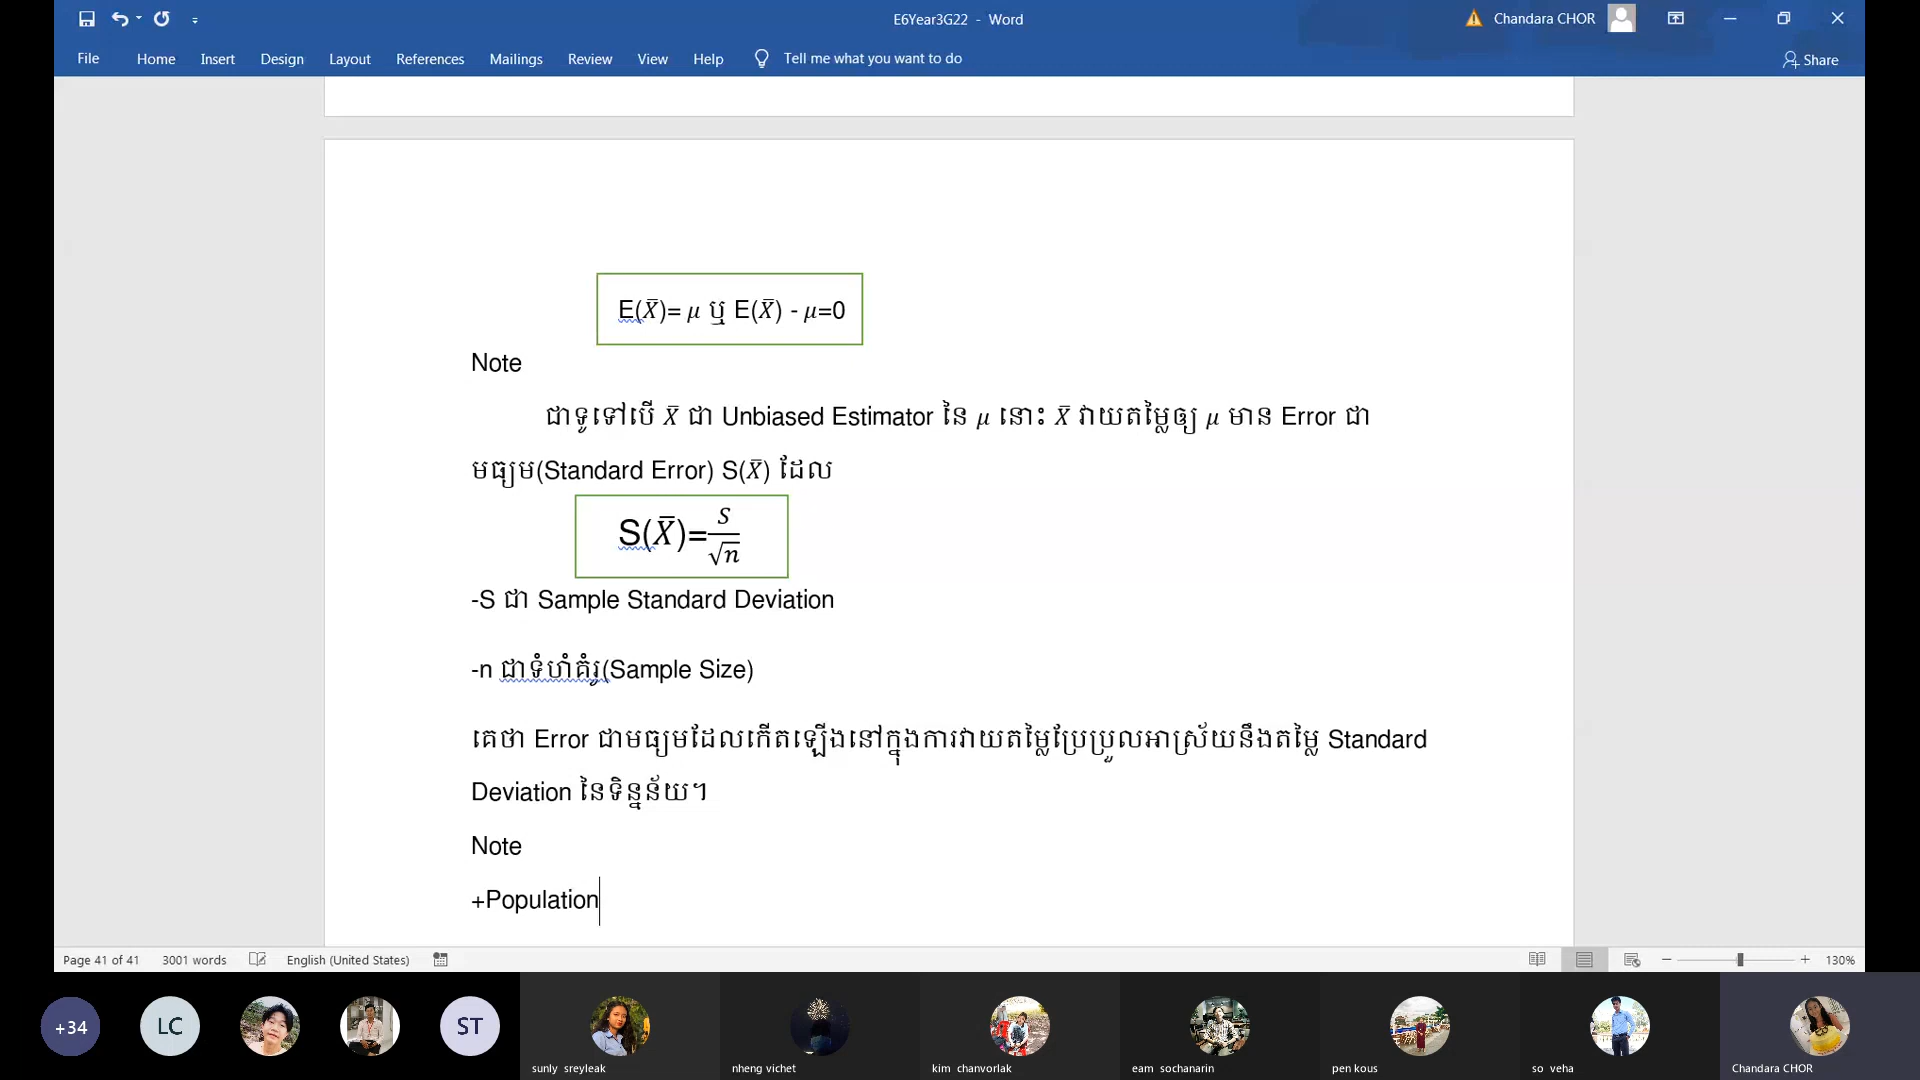 E6Year3G22 - Word
Chandara CHOR
File Home Insert Design Layout References Mailings Review View Help Tell me what you want to do
Share
E(X̄)= μ ឬ E(X̄) - μ=0
Note
ជាទូទៅបើ X̄ ជា Unbiased Estimator នៃ μ នោះ X̄ វាយតម្លៃឲ្យ μ មាន Error ជា
មធ្យម(Standard Error) S(X̄) ដែល
S(X̄)=S/√n
-S ជា Sample Standard Deviation
-n ជាទំហំគំរូ(Sample Size)
គេថា Error ជាមធ្យមដែលកើតឡើងនៅក្នុងការវាយតម្លៃប្រែប្រួលអាស្រ័យនឹងតម្លៃ Standard
Deviation នៃទិន្នន័យ។
Note
+Population
Page 41 of 41 3001 words English (United States) 130%
+34 LC ST
sunly sreyleak nheng vichet kim chanvorlak eam sochanarin pen kous so veha Chandara CHOR